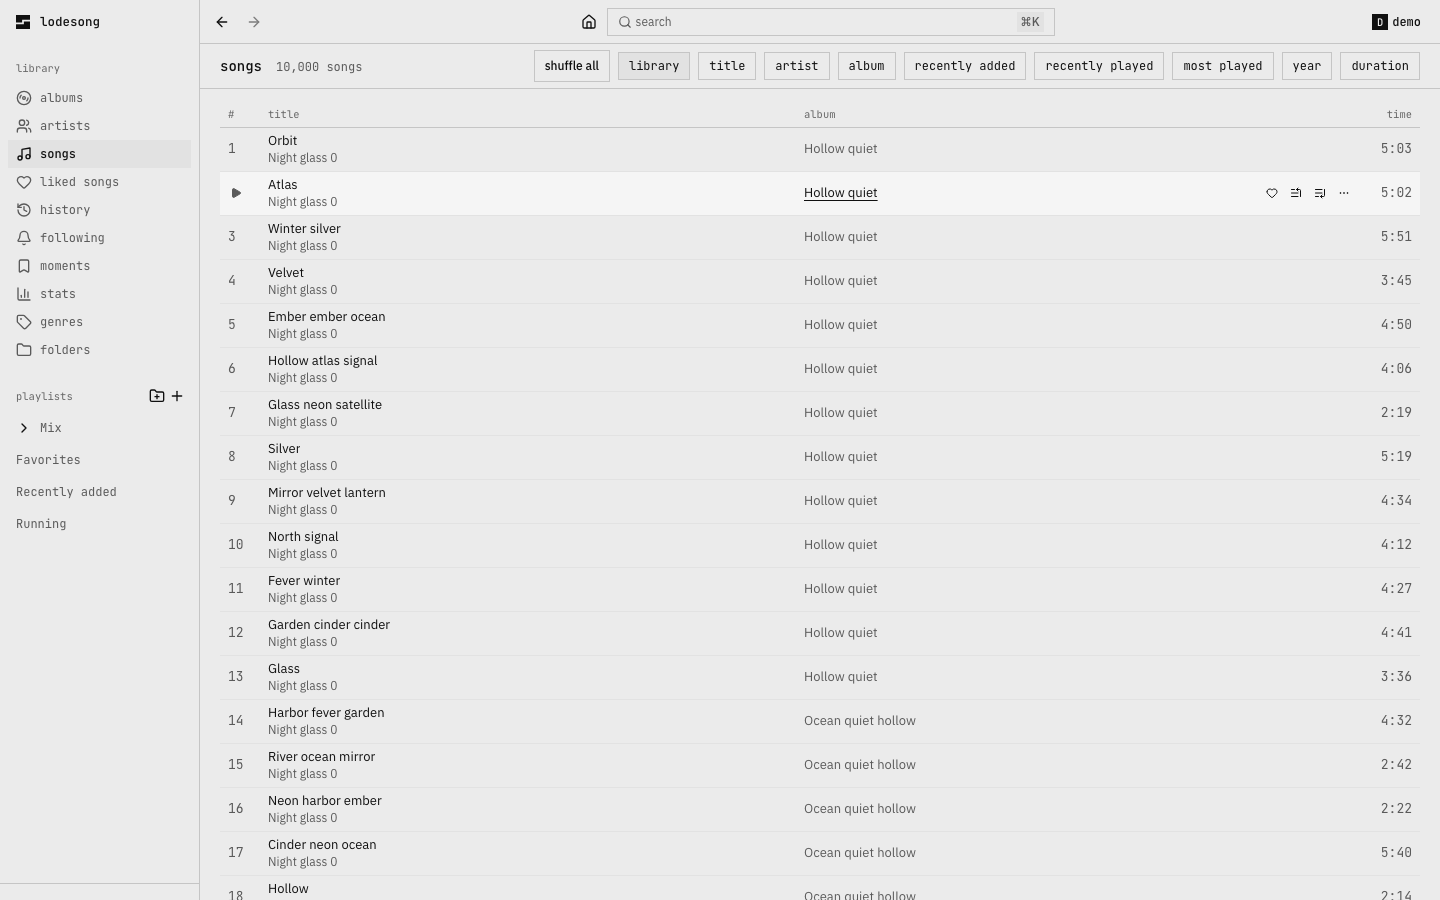 lodesong
search
⌘K
D demo
library
albums
artists
songs
liked songs
history
following
moments
stats
genres
folders
playlists
Mix
Favorites
Recently added
Running
songs 10,000 songs
shuffle all library title artist album recently added recently played most played year duration
# title album time
1 Orbit Hollow quiet 5:03
Night glass 0
Atlas Hollow quiet 5:02
Night glass 0
3 Winter silver Hollow quiet 5:51
Night glass 0
4 Velvet Hollow quiet 3:45
Night glass 0
5 Ember ember ocean Hollow quiet 4:50
Night glass 0
6 Hollow atlas signal Hollow quiet 4:06
Night glass 0
7 Glass neon satellite Hollow quiet 2:19
Night glass 0
8 Silver Hollow quiet 5:19
Night glass 0
9 Mirror velvet lantern Hollow quiet 4:34
Night glass 0
10 North signal Hollow quiet 4:12
Night glass 0
11 Fever winter Hollow quiet 4:27
Night glass 0
12 Garden cinder cinder Hollow quiet 4:41
Night glass 0
13 Glass Hollow quiet 3:36
Night glass 0
14 Harbor fever garden Ocean quiet hollow 4:32
Night glass 0
15 River ocean mirror Ocean quiet hollow 2:42
Night glass 0
16 Neon harbor ember Ocean quiet hollow 2:22
Night glass 0
17 Cinder neon ocean Ocean quiet hollow 5:40
Night glass 0
18 Hollow Ocean quiet hollow 2:14